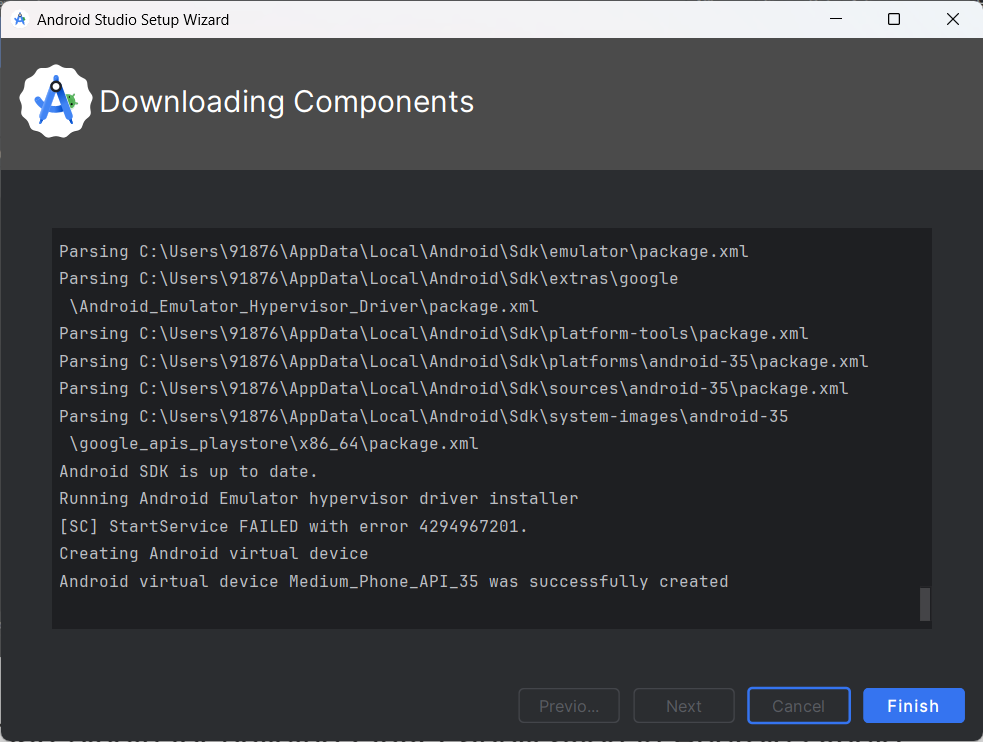 Android Studio Setup Wizard
Downloading Components
Parsing C:\Users\91876\AppData\Local\Android\Sdk\emulator\package.xml
Parsing C:\Users\91876\AppData\Local\Android\Sdk\extras\google
\Android_Emulator_Hypervisor_Driver\package.xml
Parsing C:\Users\91876\AppData\Local\Android\Sdk\platform-tools\package.xml
Parsing C:\Users\91876\AppData\Local\Android\Sdk\platforms\android-35\package.xml
Parsing C:\Users\91876\AppData\Local\Android\Sdk\sources\android-35\package.xml
Parsing C:\Users\91876\AppData\Local\Android\Sdk\system-images\android-35
\google_apis_playstore\x86_64\package.xml
Android SDK is up to date.
Running Android Emulator hypervisor driver installer
[SC] StartService FAILED with error 4294967201.
Creating Android virtual device
Android virtual device Medium_Phone_API_35 was successfully created
Previo... Next Cancel Finish